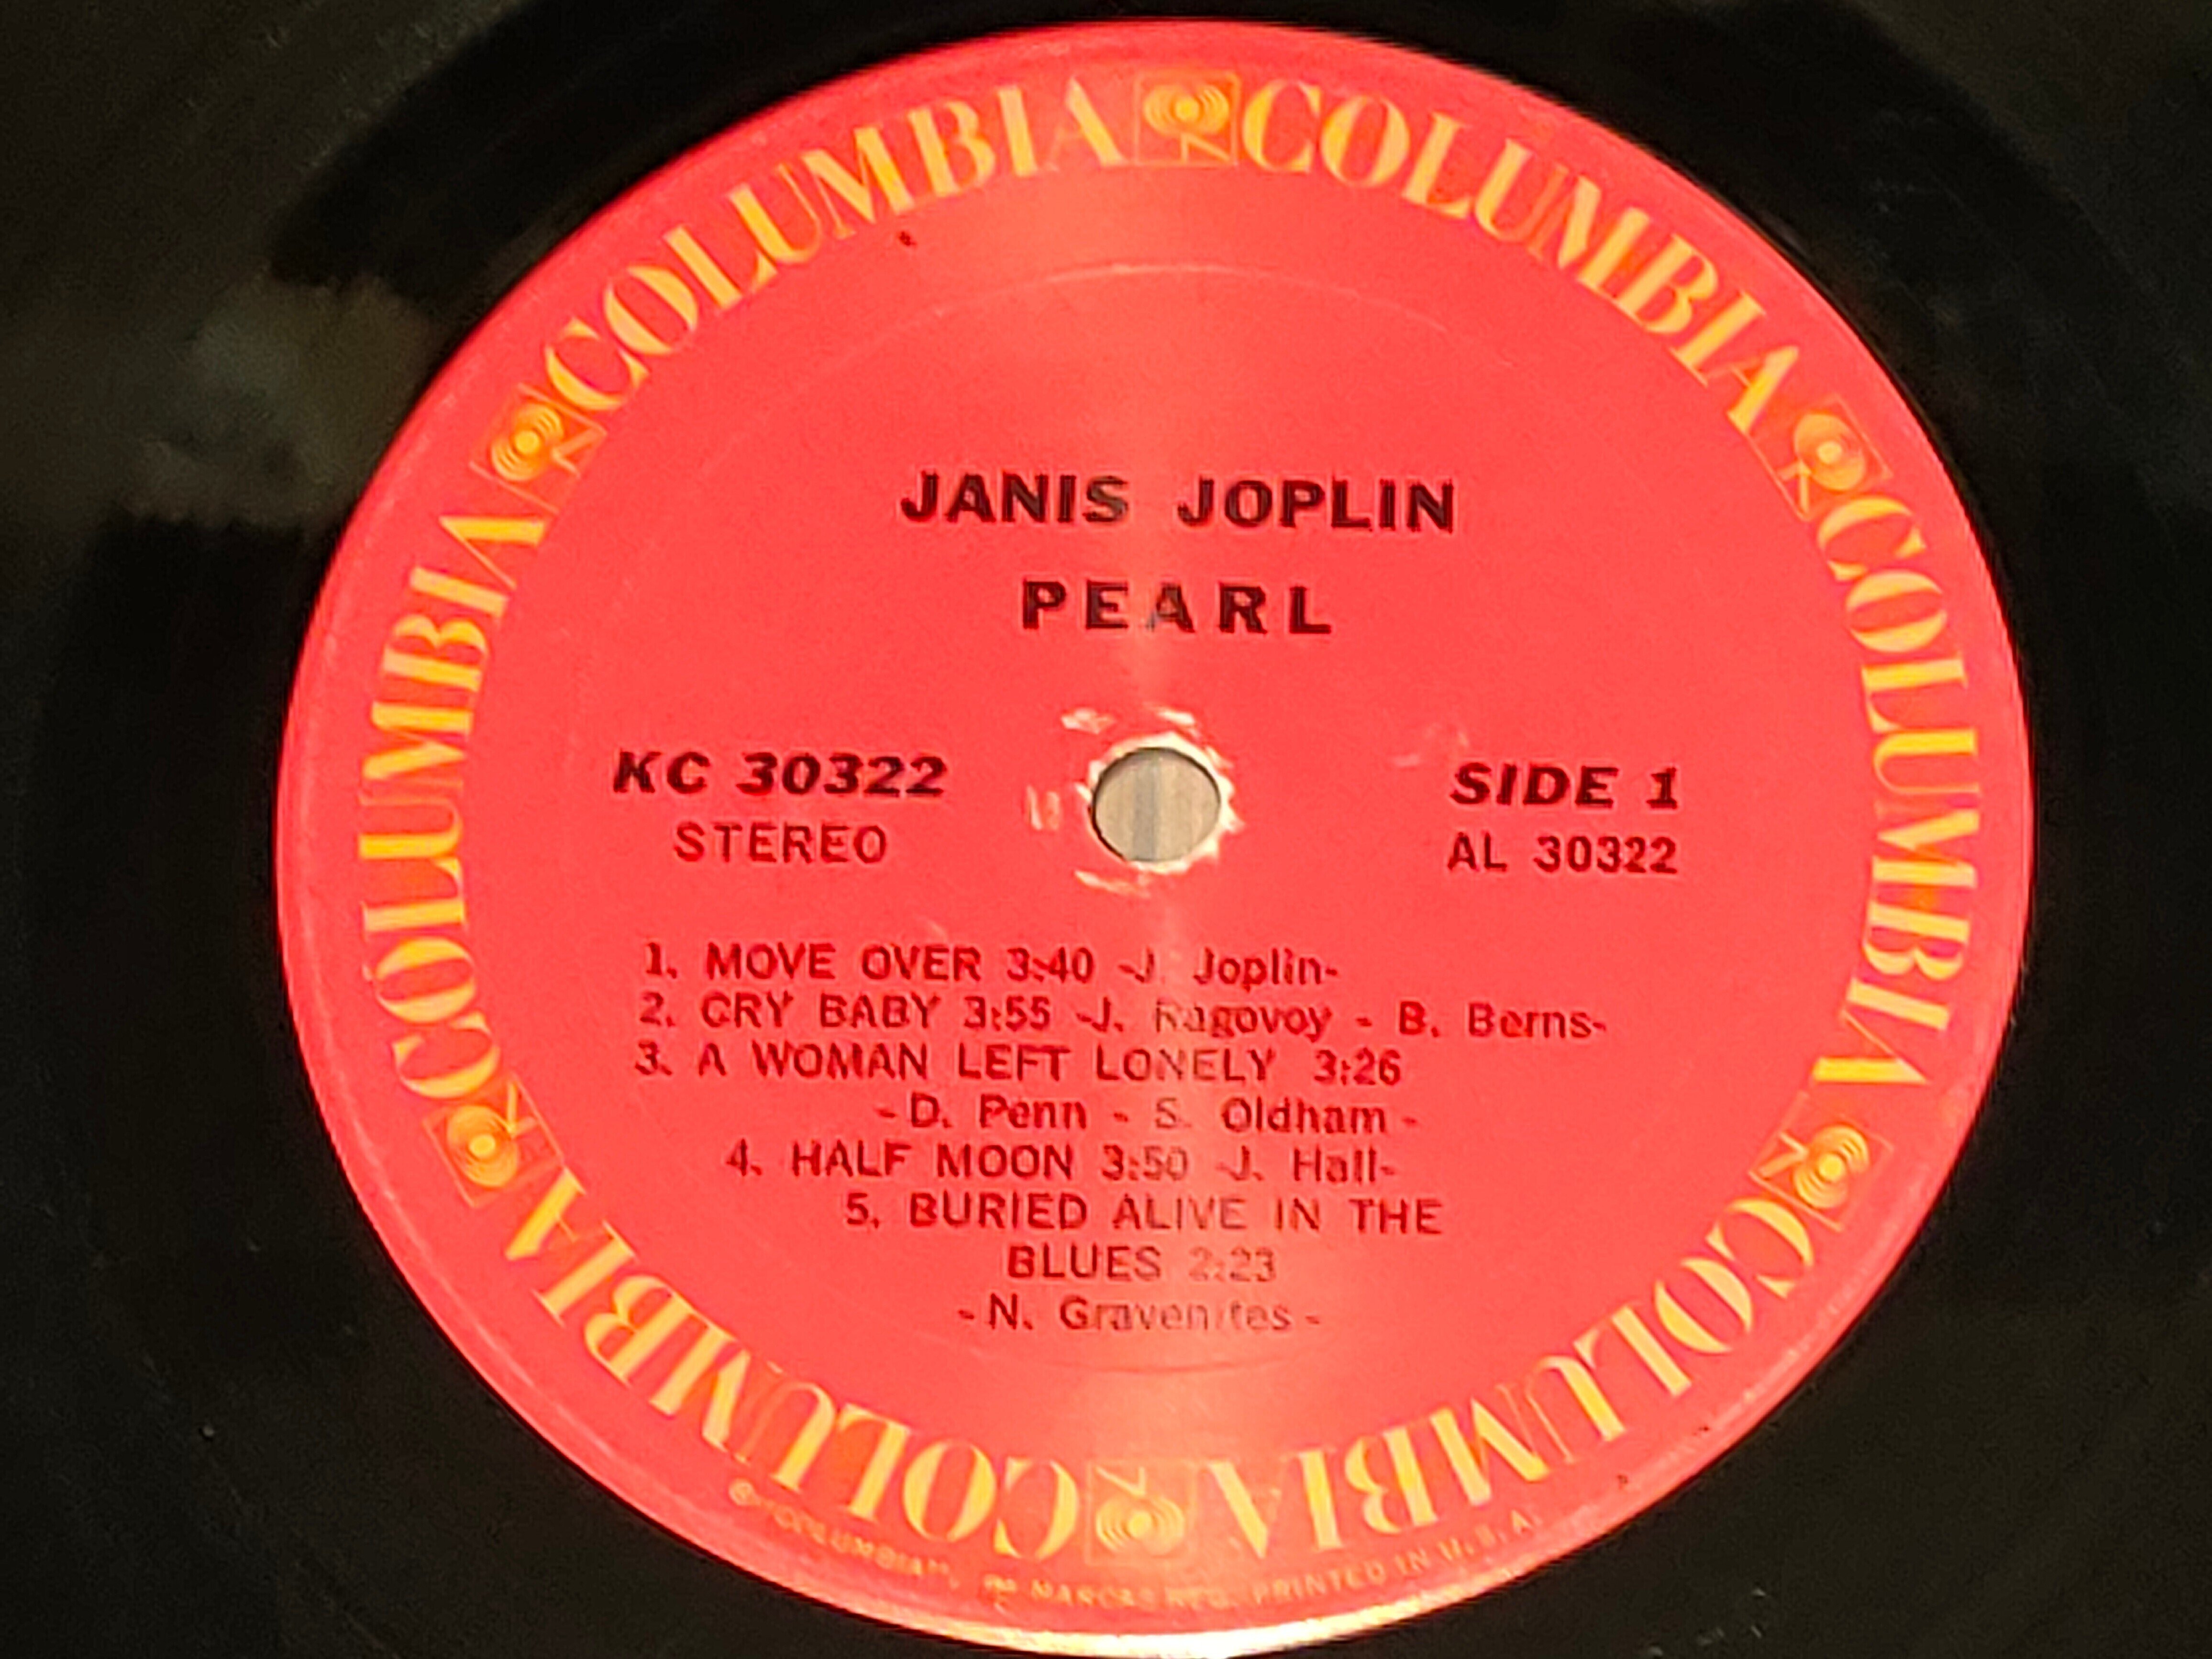 COLUMBIA COLUMBIA COLUMBIA COLUMBIA COLUMBIA COLUMBIA
JANIS JOPLIN
PEARL
KC 30322
STEREO
SIDE 1
AL 30322
1. MOVE OVER 3:40 -J. Joplin-
2. CRY BABY 3:55 -J. Ragovoy - B. Berns-
3. A WOMAN LEFT LONELY 3:26
- D. Penn - S. Oldham -
4. HALF MOON 3:50 -J. Hall-
5. BURIED ALIVE IN THE
BLUES 2:23
- N. Gravenites -
® "COLUMBIA", MARCAS REG. PRINTED IN U.S.A.